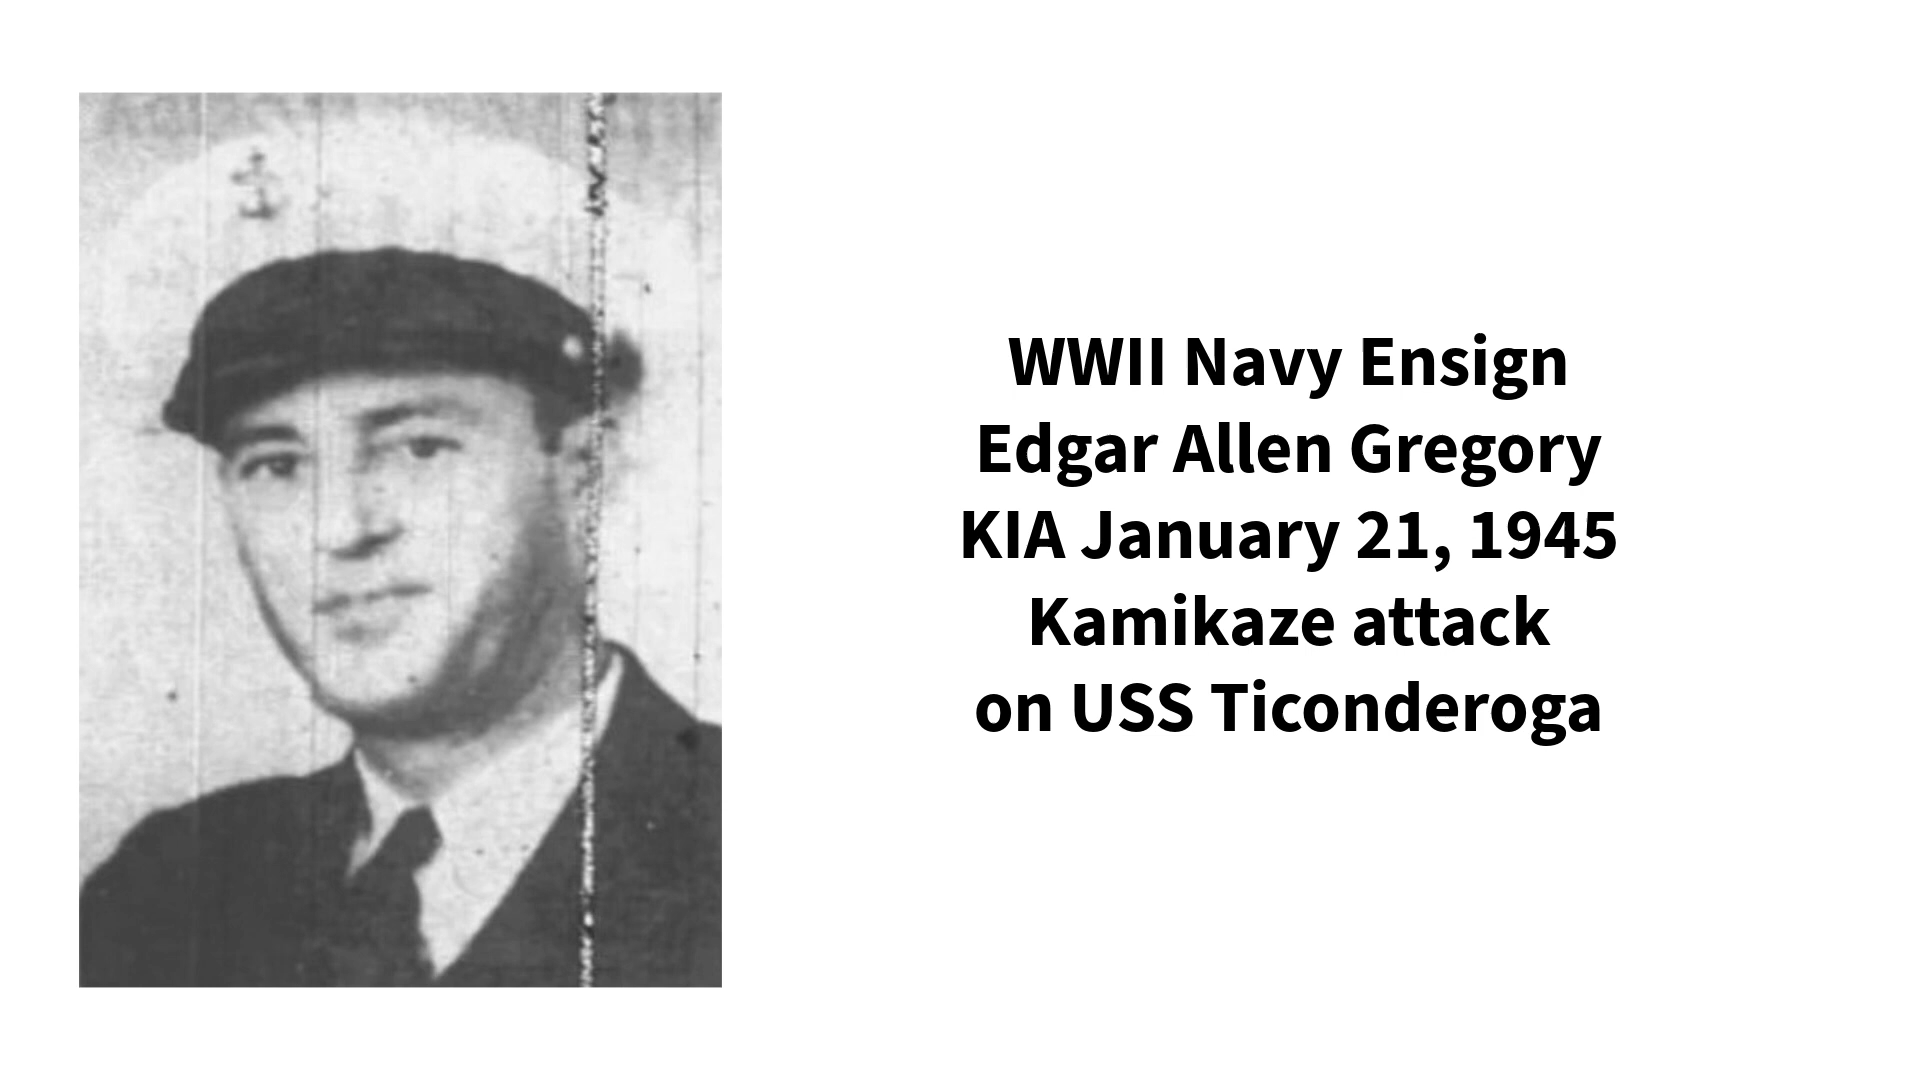 WWII Navy Ensign
Edgar Allen Gregory
KIA January 21, 1945
Kamikaze attack
on USS Ticonderoga